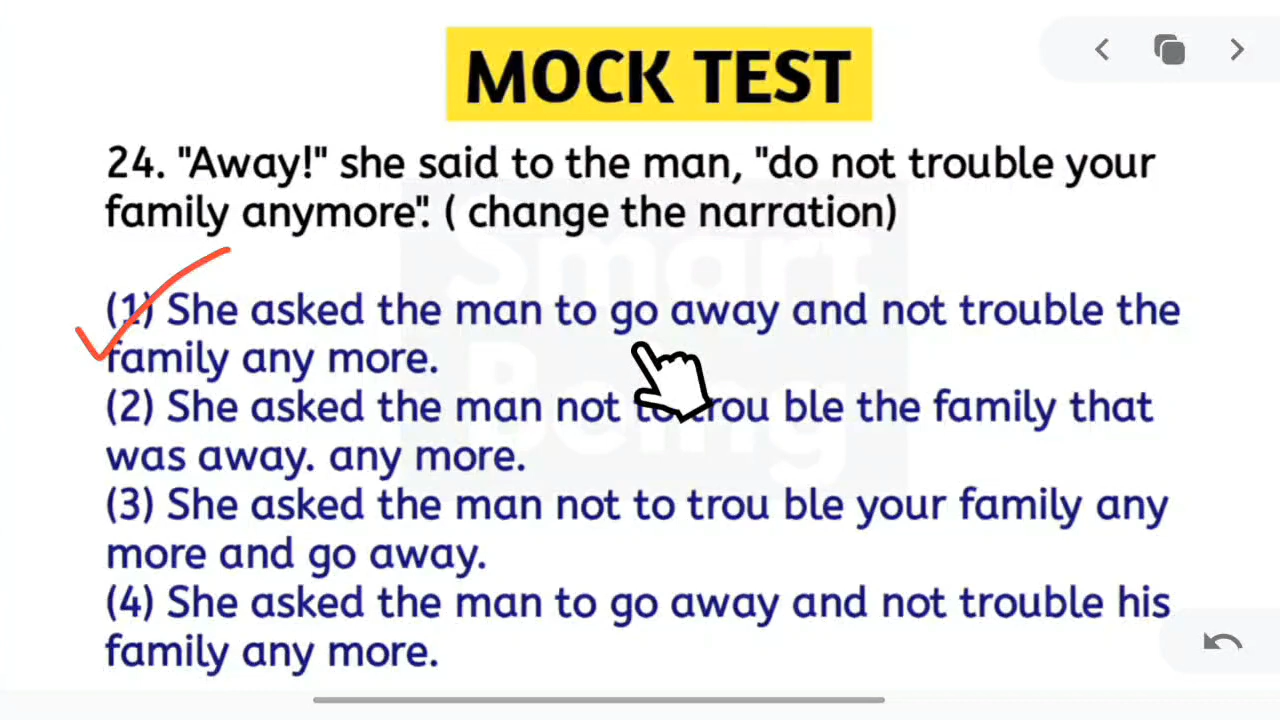 MOCK TEST
24. "Away!" she said to the man, "do not trouble your
family anymore". ( change the narration)
(1) She asked the man to go away and not trouble the
family any more.
(2) She asked the man not to trou ble the family that
was away. any more.
(3) She asked the man not to trou ble your family any
more and go away.
(4) She asked the man to go away and not trouble his
family any more.
Smart
Being